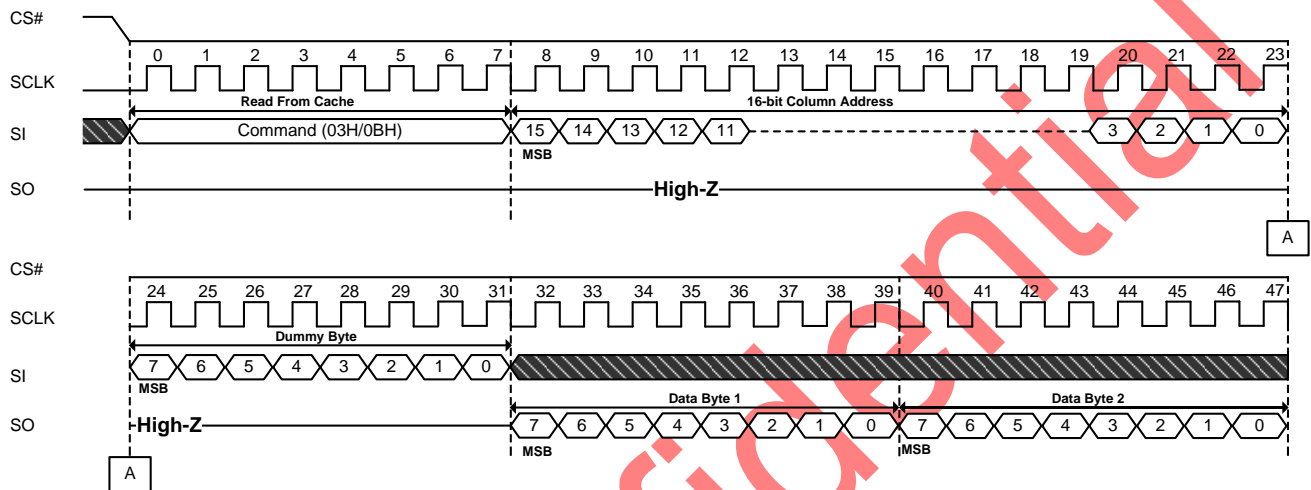 CS#
0 1 2 3 4 5 6 7 8 9 10 11 12 13 14 15 16 17 18 19 20 21 22 23
SCLK
Read From Cache 16-bit Column Address
SI Command (03H/0BH) 15 14 13 12 11 3 2 1 0
MSB
SO High-Z
A
CS#
24 25 26 27 28 29 30 31 32 33 34 35 36 37 38 39 40 41 42 43 44 45 46 47
SCLK
Dummy Byte
SI 7 6 5 4 3 2 1 0
MSB
Data Byte 1 Data Byte 2
SO High-Z 7 6 5 4 3 2 1 0 7 6 5 4 3 2 1 0
MSB MSB
A
fidential